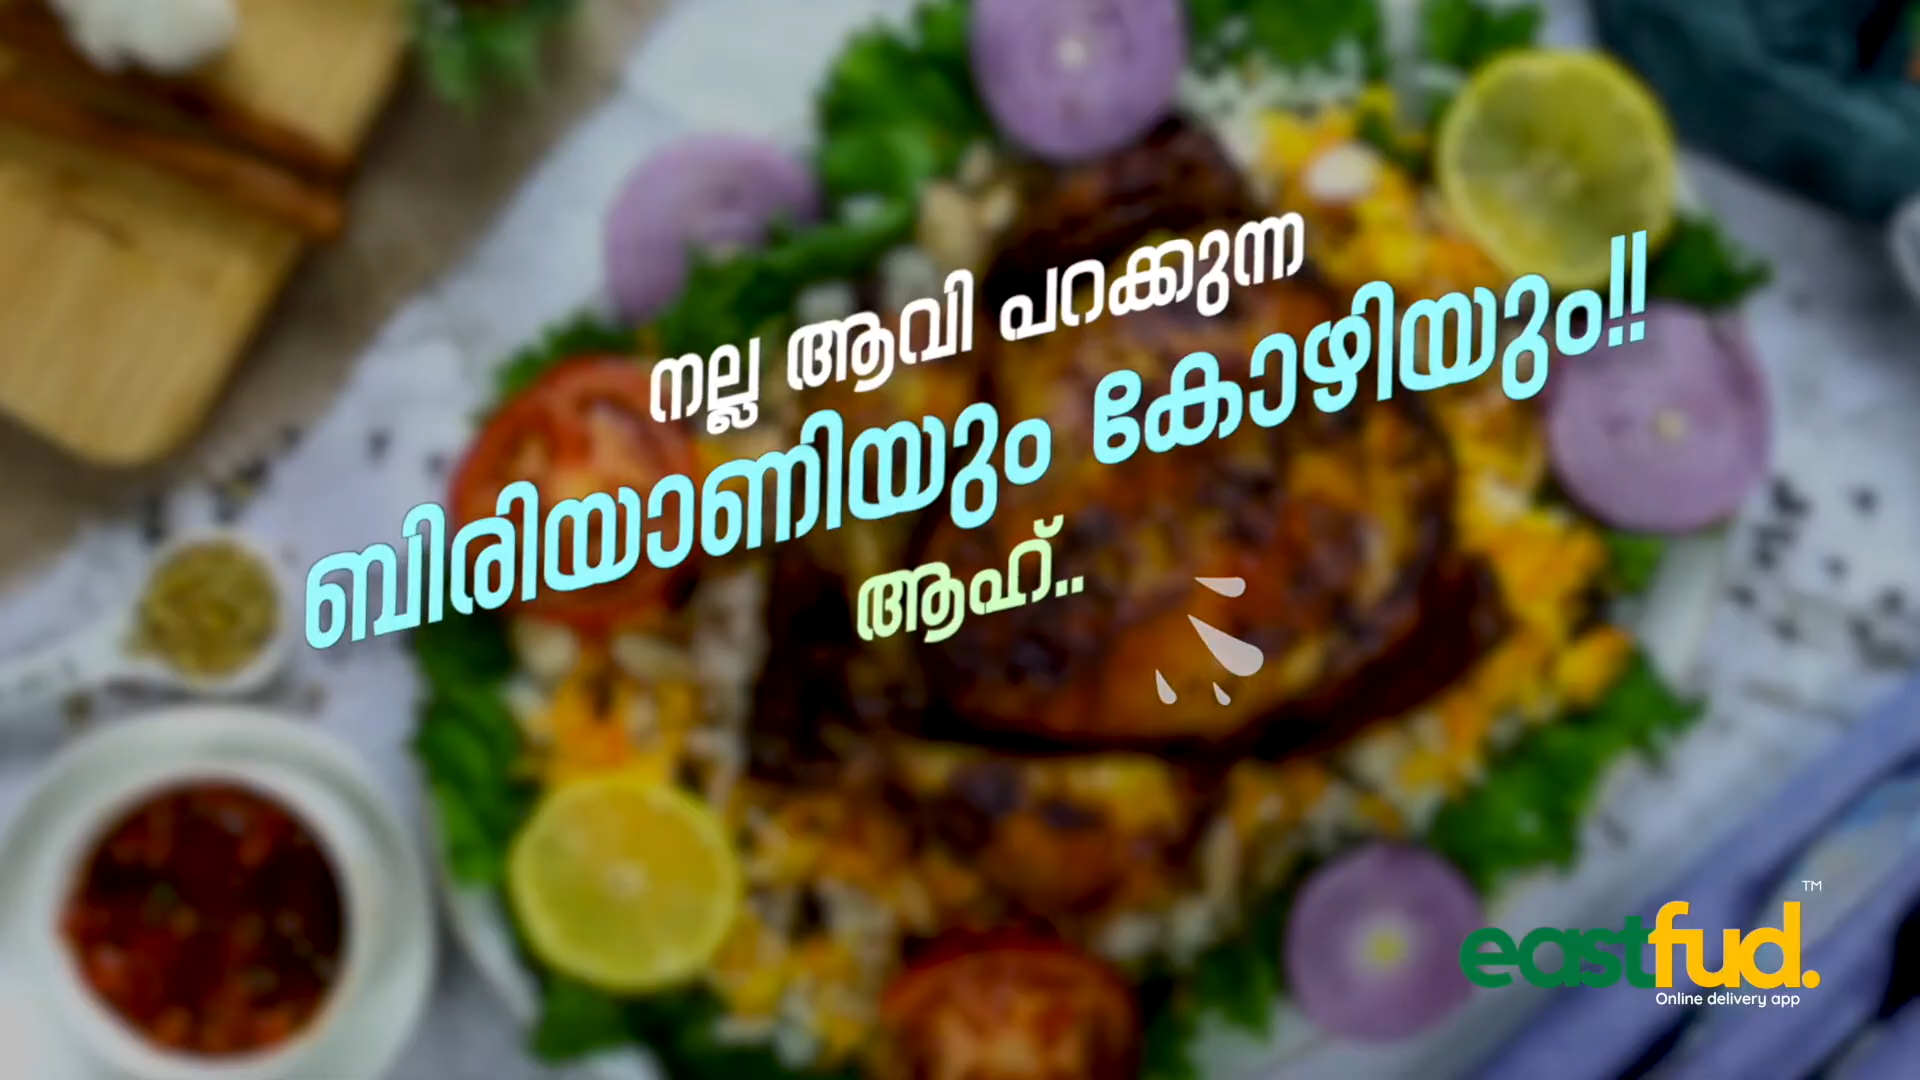 നല്ല ആവി പറക്കുന്ന
ബിരിയാണിയും കോഴിയും!!
ആഹ്..
eastfud.™
Online delivery app